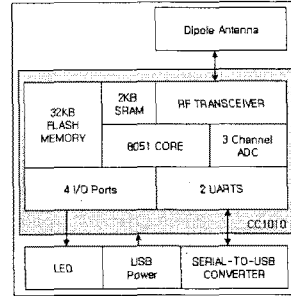 Dipole Antenna
32KB
FLASH
MEMORY
2KB
SRAM
RF TRANSCEIVER
8051 CORE
3 Channel
ADC
4 I/O Ports
2 UARTS
CC1010
LED
USB
Power
SERIAL-TO-USB
CONVERTER